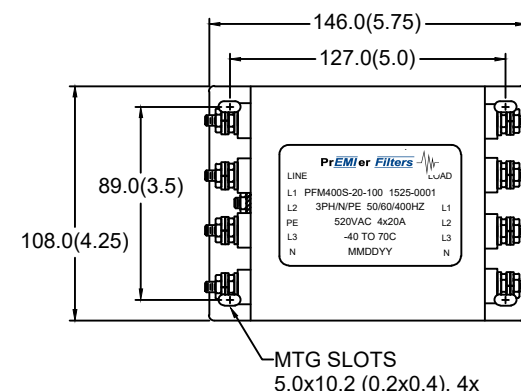 146.0(5.75)
127.0(5.0)
89.0(3.5)
108.0(4.25)
PrEMIer Filters
LINE LOAD
L1 PFM400S-20-100 1525-0001
L2 3PH/N/PE 50/60/400HZ L1
PE 520VAC 4x20A L2
L3 -40 TO 70C L3
N MMDDYY N
MTG SLOTS
5.0x10.2 (0.2x0.4), 4x